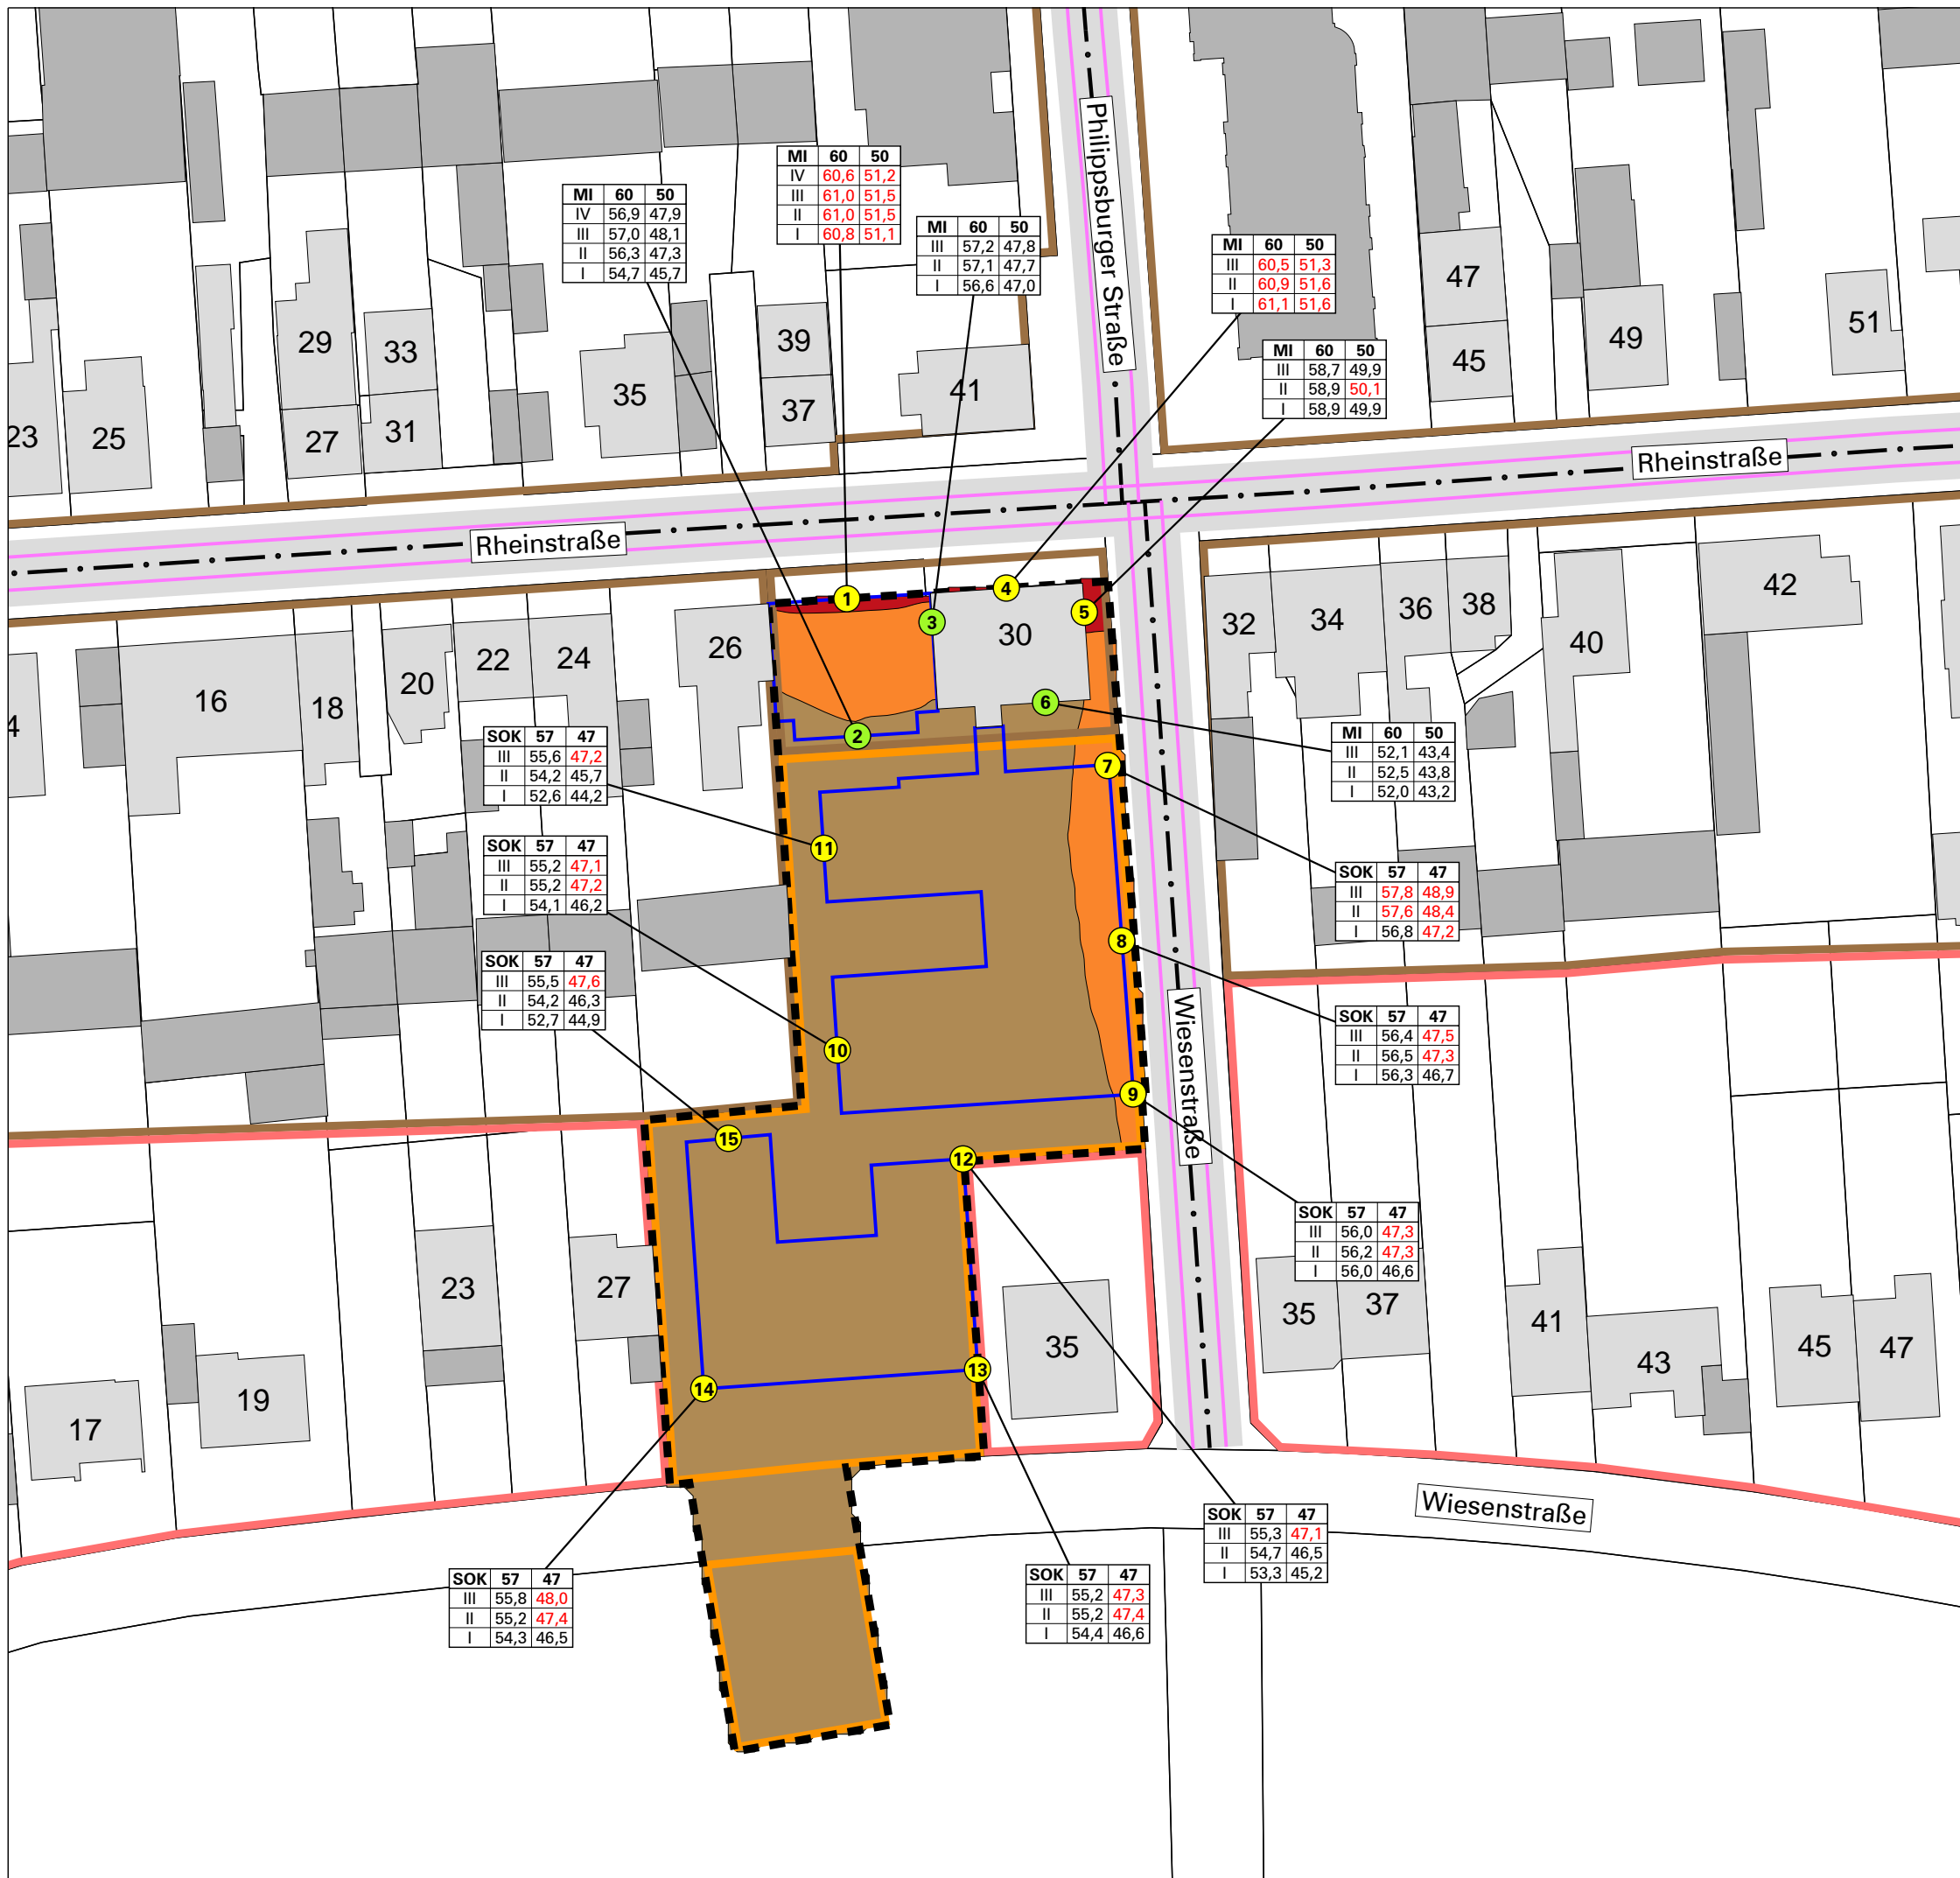 Philippsburger Straße
MI 60 50
IV 60,6 51,2
III 61,0 51,5
II 61,0 51,5
I 60,8 51,1
MI 60 50
IV 56,9 47,9
III 57,0 48,1
II 56,3 47,3
I 54,7 45,7
MI 60 50
III 57,2 47,8
II 57,1 47,7
I 56,6 47,0
MI 60 50
III 60,5 51,3
II 60,9 51,6
I 61,1 51,6
MI 60 50
III 58,7 49,9
II 58,9 50,1
I 58,9 49,9
47
45
49
51
29
33
39
35
41
37
23
25
27
31
Rheinstraße
Rheinstraße
1
4
3
5
2
6
30
26
24
22
20
18
16
4
32
34
36
38
40
42
SOK 57 47
III 55,6 47,2
II 54,2 45,7
I 52,6 44,2
MI 60 50
III 52,1 43,4
II 52,5 43,8
I 52,0 43,2
7
11
SOK 57 47
III 55,2 47,1
II 55,2 47,2
I 54,1 46,2
SOK 57 47
III 57,8 48,9
II 57,6 48,4
I 56,8 47,2
8
SOK 57 47
III 55,5 47,6
II 54,2 46,3
I 52,7 44,9
10
SOK 57 47
III 56,4 47,5
II 56,5 47,3
I 56,3 46,7
Wiesenstraße
9
15
12
SOK 57 47
III 56,0 47,3
II 56,2 47,3
I 56,0 46,6
23
27
35
35
37
41
43
45
47
17
19
13
14
Wiesenstraße
SOK 57 47
III 55,3 47,1
II 54,7 46,5
I 53,3 45,2
SOK 57 47
III 55,8 48,0
II 55,2 47,4
I 54,3 46,5
SOK 57 47
III 55,2 47,3
II 55,2 47,4
I 54,4 46,6